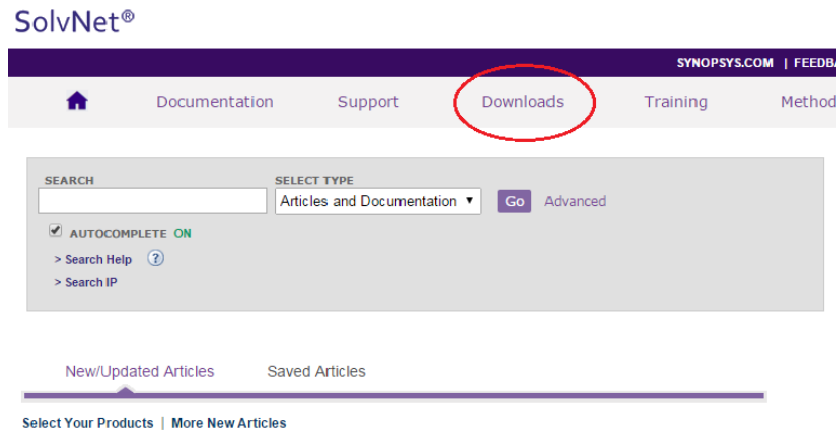 SolvNet®
SYNOPSYS.COM | FEEDBA
Documentation Support Downloads Training Method
SEARCH SELECT TYPE
Articles and Documentation Go Advanced
AUTOCOMPLETE ON
> Search Help ?
> Search IP
New/Updated Articles Saved Articles
Select Your Products | More New Articles